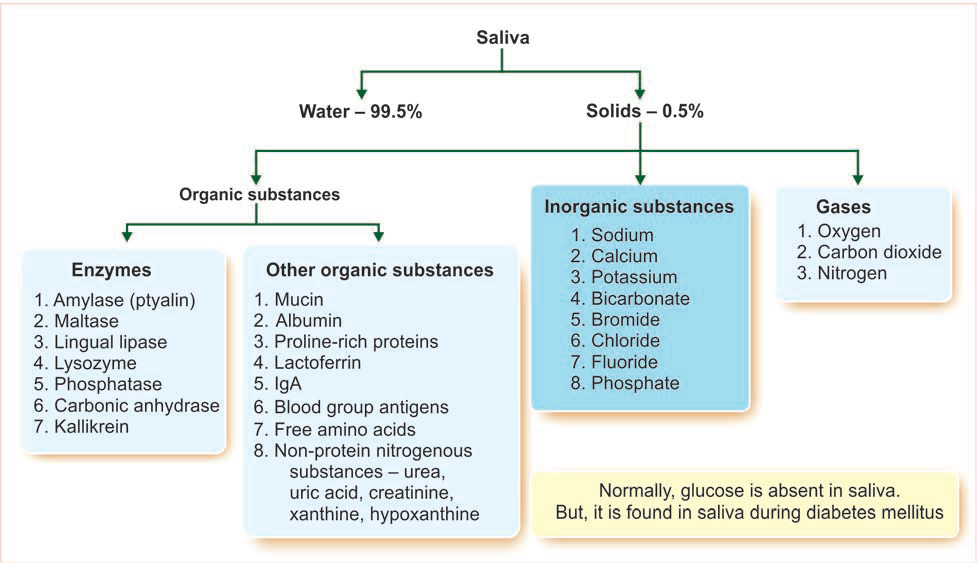 Saliva
Water – 99.5%
Solids – 0.5%
Organic substances
Enzymes
1. Amylase (ptyalin)
2. Maltase
3. Lingual lipase
4. Lysozyme
5. Phosphatase
6. Carbonic anhydrase
7. Kallikrein
Other organic substances
1. Mucin
2. Albumin
3. Proline-rich proteins
4. Lactoferrin
5. IgA
6. Blood group antigens
7. Free amino acids
8. Non-protein nitrogenous
substances – urea,
uric acid, creatinine,
xanthine, hypoxanthine
Inorganic substances
1. Sodium
2. Calcium
3. Potassium
4. Bicarbonate
5. Bromide
6. Chloride
7. Fluoride
8. Phosphate
Gases
1. Oxygen
2. Carbon dioxide
3. Nitrogen
Normally, glucose is absent in saliva.
But, it is found in saliva during diabetes mellitus